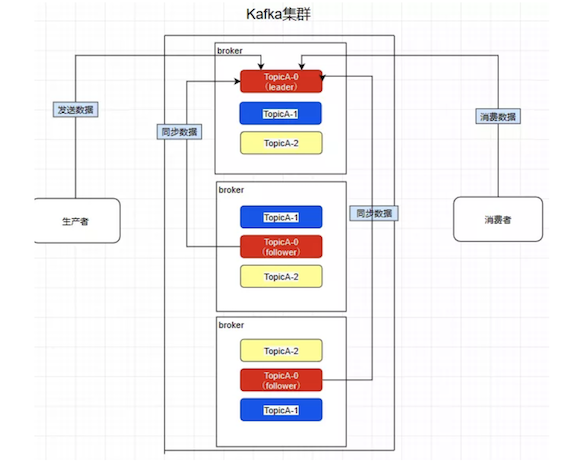 Kafka集群
broker
TopicA-0
(leader)
TopicA-1
TopicA-2
发送数据
同步数据
消费数据
生产者
broker
TopicA-1
TopicA-0
(follower)
TopicA-2
同步数据
消费者
broker
TopicA-2
TopicA-0
(follower)
TopicA-1